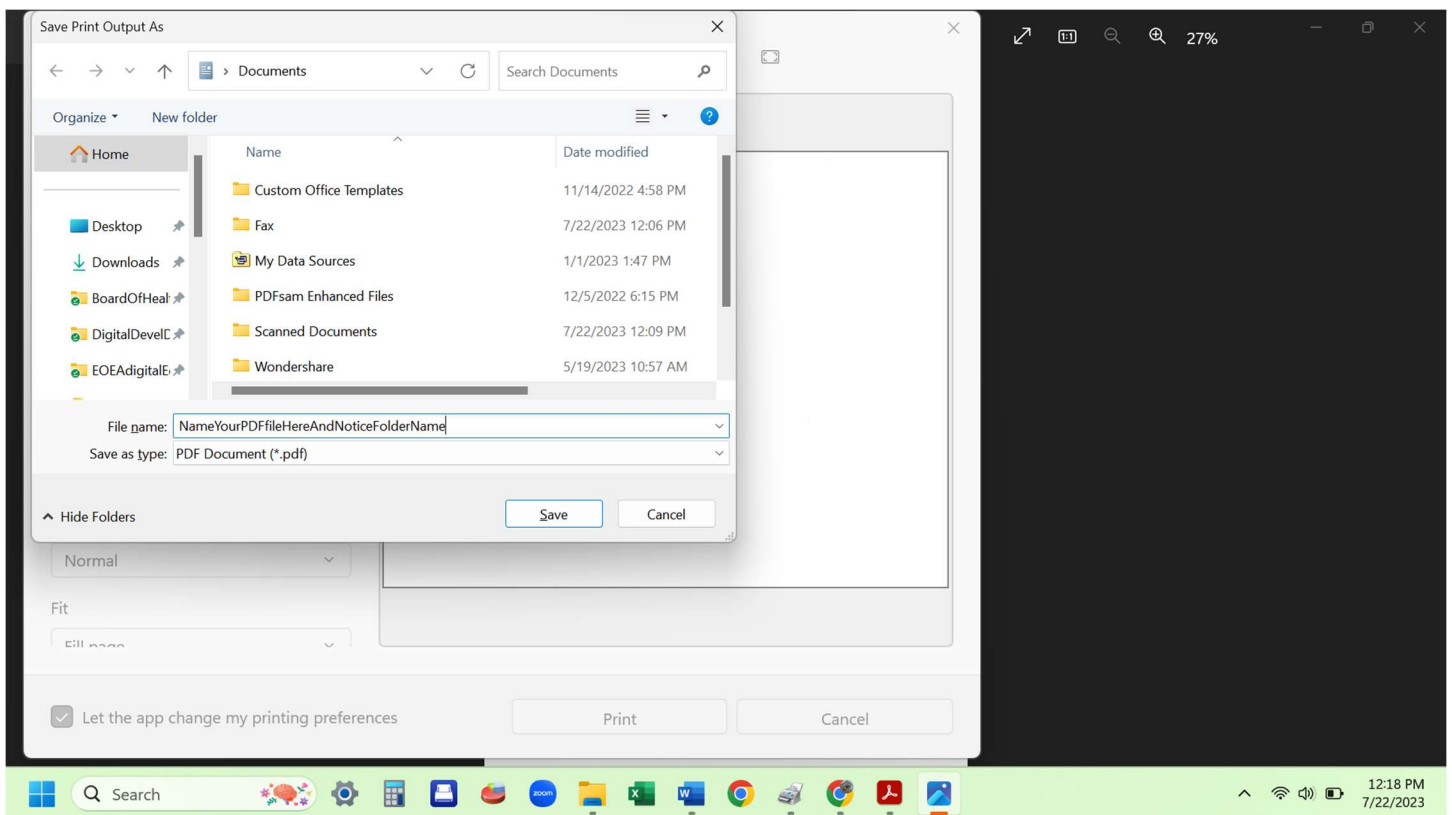 Save Print Output As
27%
Documents
Search Documents
Organize
New folder
Home
Name
Date modified
Custom Office Templates
11/14/2022 4:58 PM
Desktop
Fax
7/22/2023 12:06 PM
Downloads
My Data Sources
1/1/2023 1:47 PM
BoardOfHeal
PDFsam Enhanced Files
12/5/2022 6:15 PM
DigitalDevelD
Scanned Documents
7/22/2023 12:09 PM
EOEAdigitalE
Wondershare
5/19/2023 10:57 AM
File name: NameYourPDFfileHereAndNoticeFolderName
Save as type: PDF Document (*.pdf)
Hide Folders
Save
Cancel
Normal
Fit
Fill page
Let the app change my printing preferences
Print
Cancel
Search
zoom
12:18 PM
7/22/2023